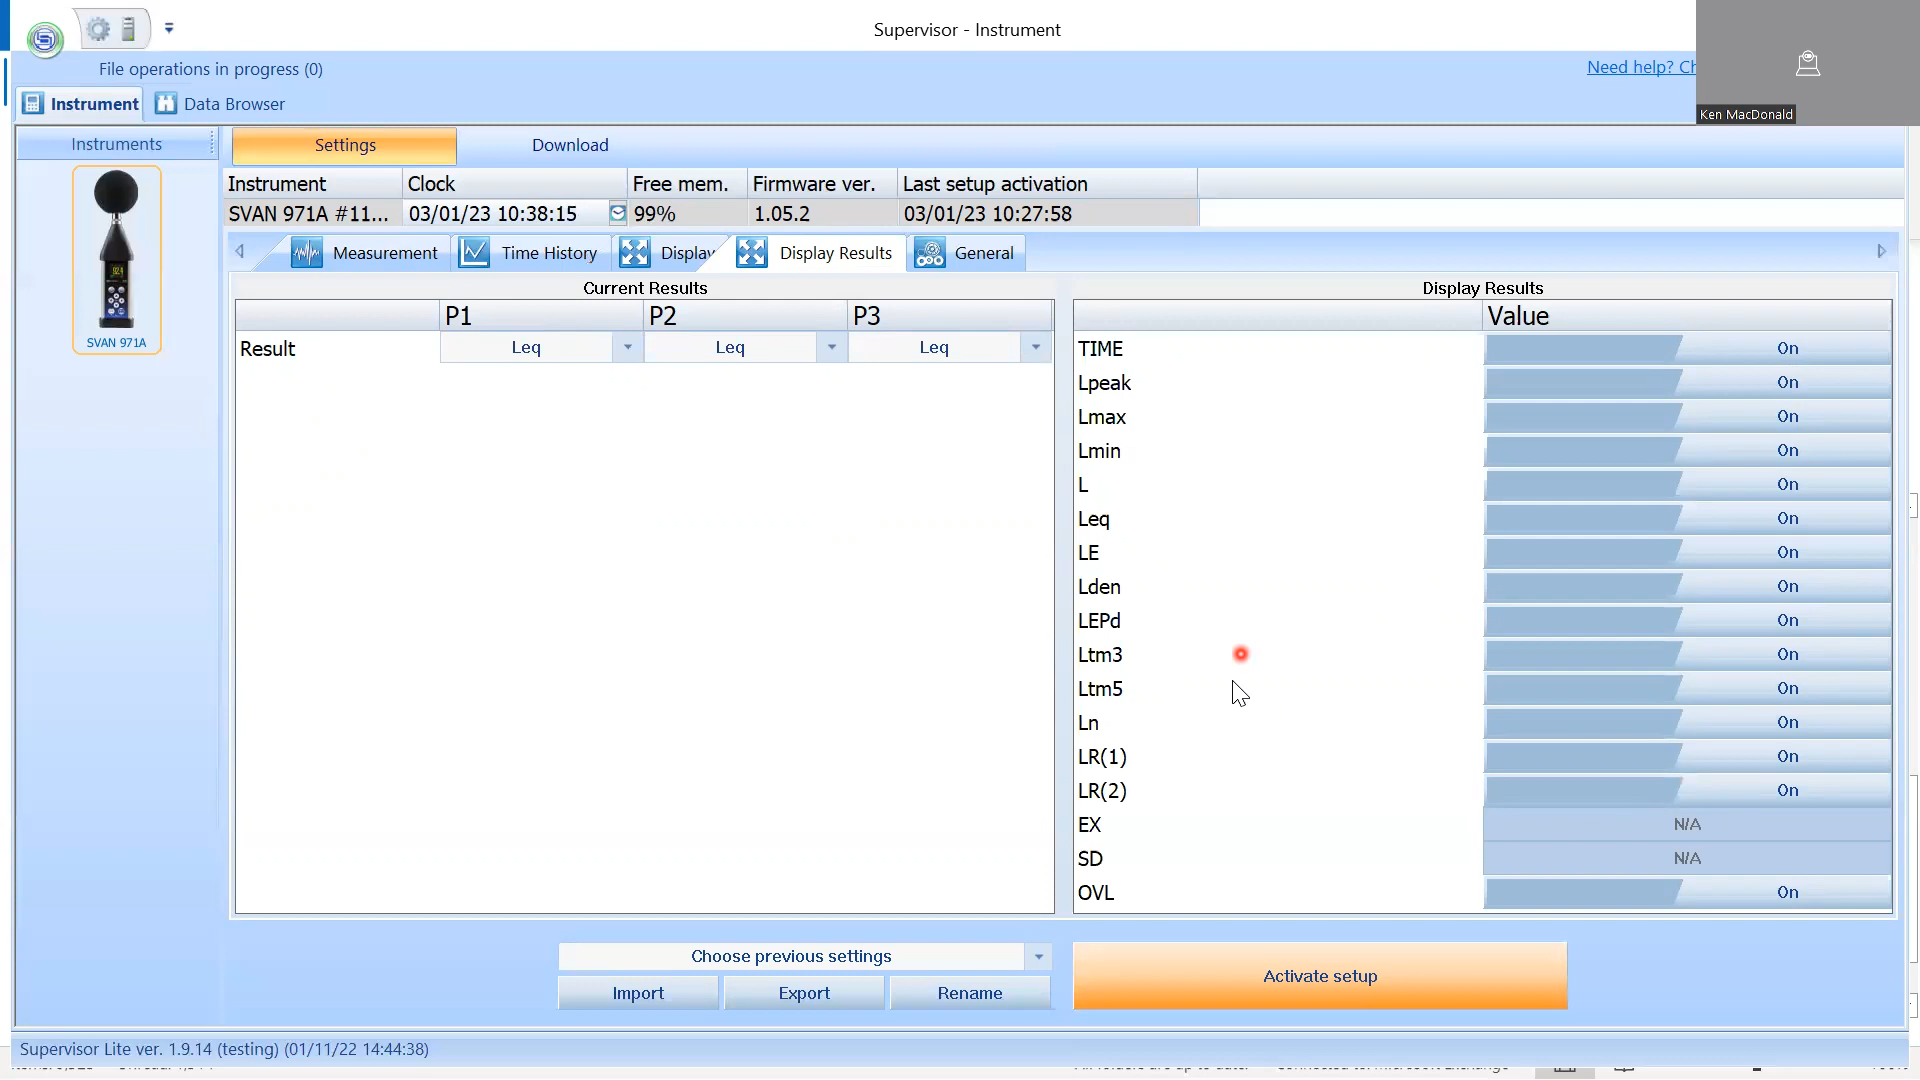 Supervisor - Instrument
File operations in progress (0)
Need help? Ch
Ken MacDonald
Instrument
Data Browser
Instruments
Settings
Download
Instrument Clock Free mem. Firmware ver. Last setup activation
SVAN 971A #11... 03/01/23 10:38:15 99% 1.05.2 03/01/23 10:27:58
Measurement Time History Display Display Results General
SVAN 971A
Current Results
P1 P2 P3
Result Leq Leq Leq
Display Results
Value
TIME On
Lpeak On
Lmax On
Lmin On
L On
Leq On
LE On
Lden On
LEPd On
Ltm3 On
Ltm5 On
Ln On
LR(1) On
LR(2) On
EX N/A
SD N/A
OVL On
Choose previous settings
Import Export Rename
Activate setup
Supervisor Lite ver. 1.9.14 (testing) (01/11/22 14:44:38)